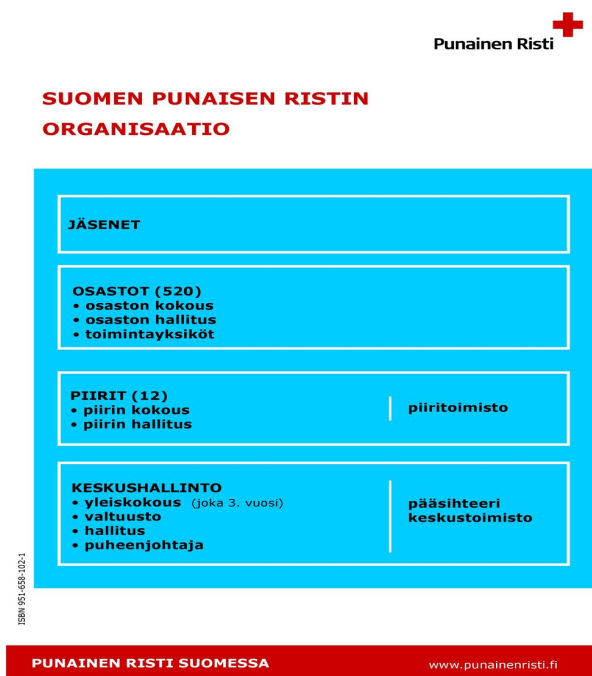 Punainen Risti
SUOMEN PUNAISEN RISTIN
ORGANISAATIO
JÄSENET
OSASTOT (520)
• osaston kokous
• osaston hallitus
• toimintayksiköt
PIIRIT (12)
• piirin kokous
• piirin hallitus
piiritoimisto
KESKUSHALLINTO
• yleiskokous (joka 3. vuosi)
• valtuusto
• hallitus
• puheenjohtaja
pääsihteeri
keskustoimisto
ISBN 951-658-102-1
PUNAINEN RISTI SUOMESSA
www.punainenristi.fi